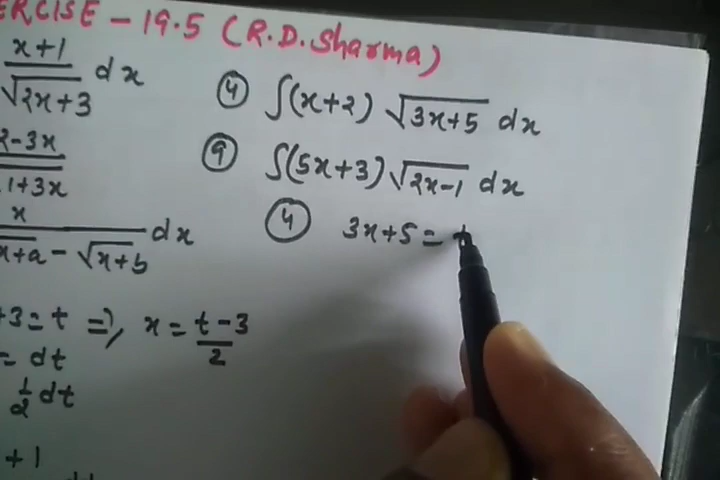 ERCISE - 19.5 (R.D. Sharma)
x+1/√2x+3 dx
④ ∫(x+2) √3x+5 dx
2-3x/√1+3x
⑨ ∫(5x+3) √2x-1 dx
x/√x+a - √x+b dx
④ 3x+5 = t
+3 = t ⇒, x = t-3/2
= dt
1/2 dt
+1